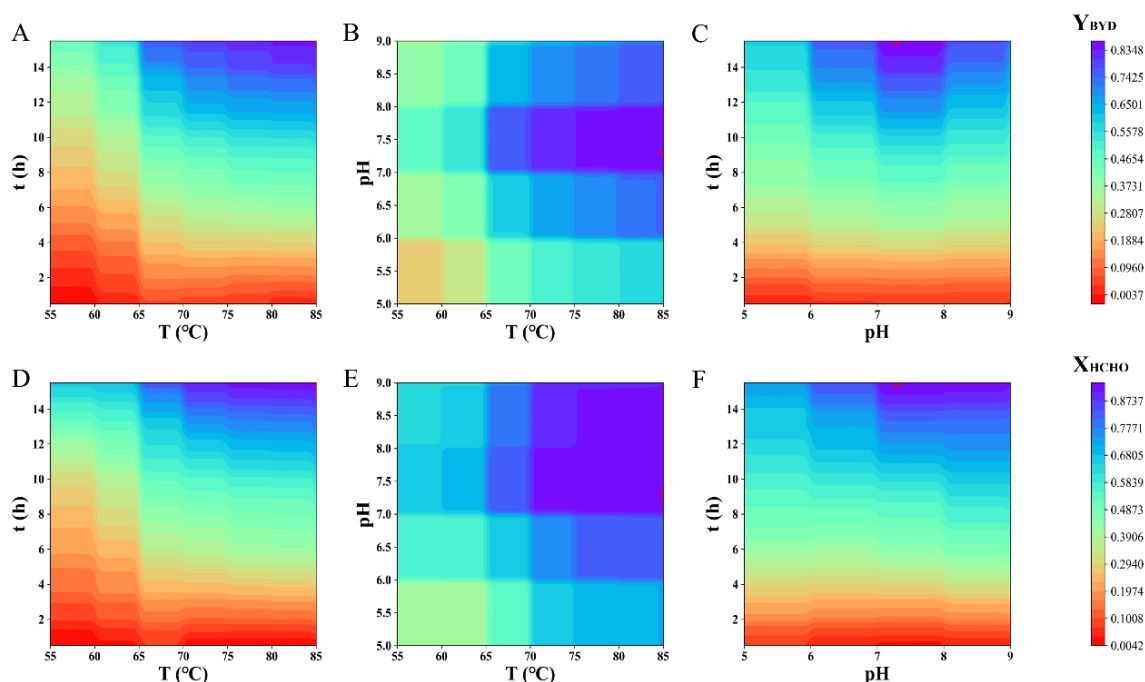 A
B
C
Y BYD
14
12
10
8
6
4
2
t (h)
55 60 65 70 75 80 85
T (°C)
9.0
8.5
8.0
7.5
7.0
6.5
6.0
5.5
5.0
pH
55 60 65 70 75 80 85
T (°C)
14
12
10
8
6
4
2
t (h)
5 6 7 8 9
pH
0.8348
0.7425
0.6501
0.5578
0.4654
0.3731
0.2807
0.1884
0.0960
0.0037
D
E
F
X HCHO
14
12
10
8
6
4
2
t (h)
55 60 65 70 75 80 85
T (°C)
9.0
8.5
8.0
7.5
7.0
6.5
6.0
5.5
5.0
pH
55 60 65 70 75 80 85
T (°C)
14
12
10
8
6
4
2
t (h)
5 6 7 8 9
pH
0.8737
0.7771
0.6805
0.5839
0.4873
0.3906
0.2940
0.1974
0.1008
0.0042